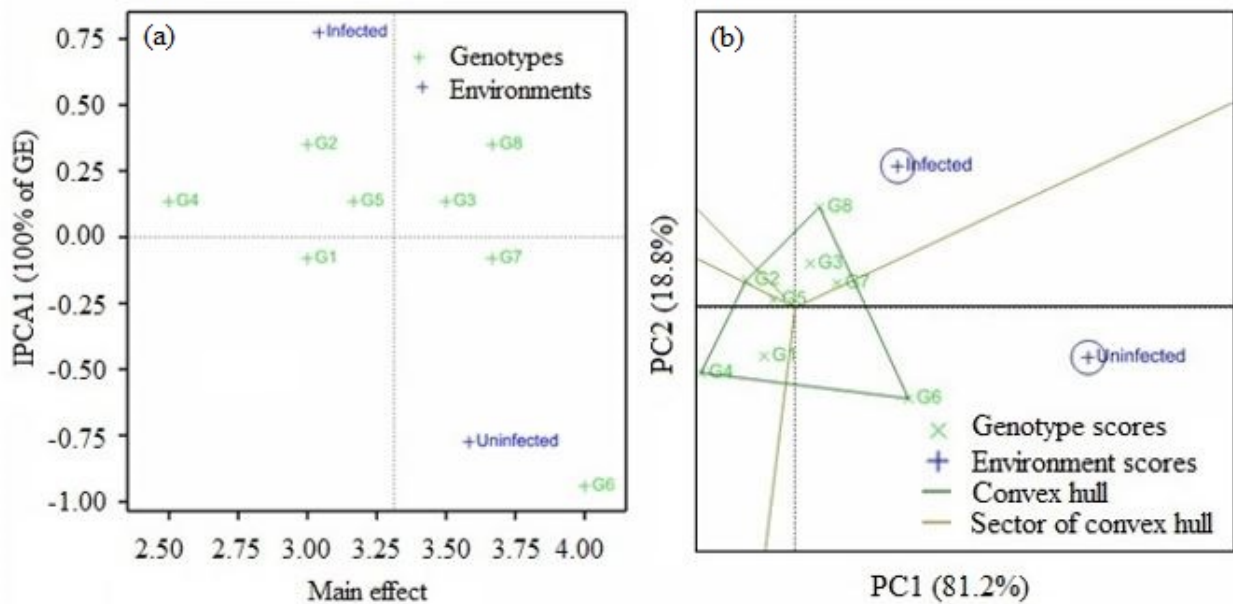 (a)
IPCA1 (100% of GE)
0.75
0.50
0.25
0.00
-0.25
-0.50
-0.75
-1.00
Infected
Genotypes
Environments
G2
G8
G4
G5
G3
G1
G7
Uninfected
G6
2.50 2.75 3.00 3.25 3.50 3.75 4.00
Main effect
(b)
PC2 (18.8%)
Infected
G8
G3
G2
G7
G5
G1
Uninfected
G4
G6
Genotype scores
Environment scores
Convex hull
Sector of convex hull
PC1 (81.2%)